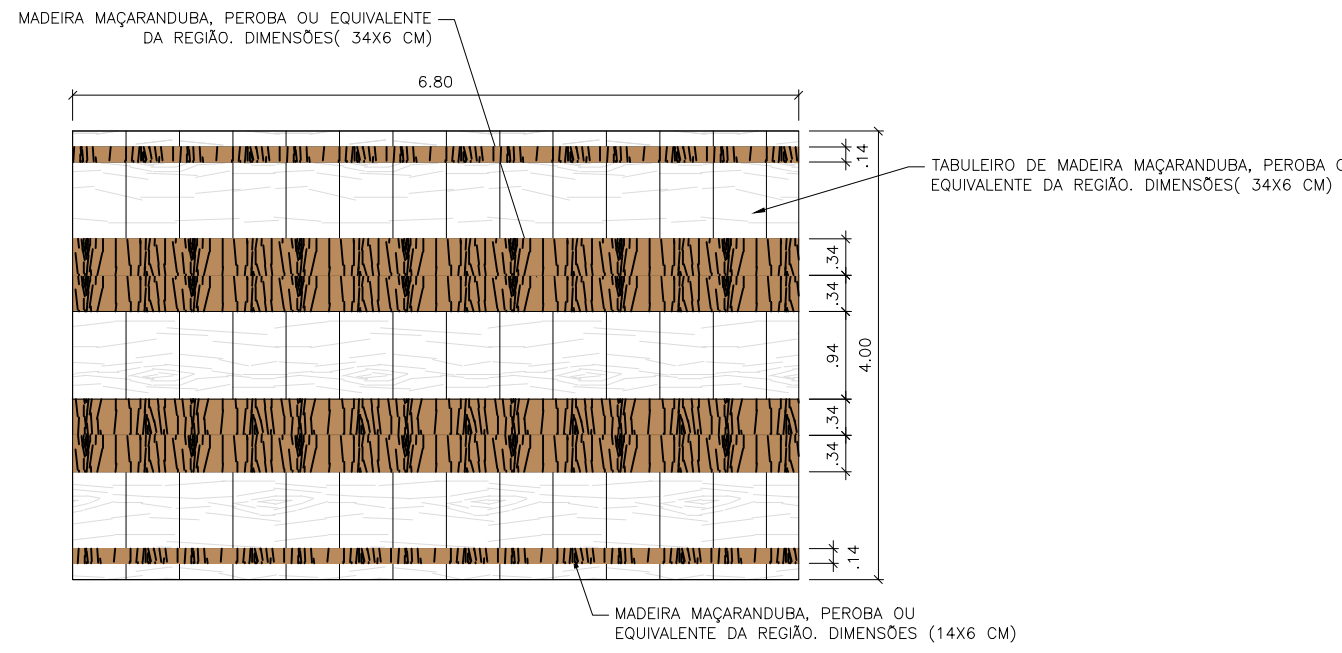 MADEIRA MAÇARANDUBA, PEROBA OU EQUIVALENTE
DA REGIÃO. DIMENSÕES( 34X6 CM)
6.80
.14
TABULEIRO DE MADEIRA MAÇARANDUBA, PEROBA
EQUIVALENTE DA REGIÃO. DIMENSÕES( 34X6 CM)
.34
.34
.94
4.00
.34
.34
.14
MADEIRA MAÇARANDUBA, PEROBA OU
EQUIVALENTE DA REGIÃO. DIMENSÕES (14X6 CM)